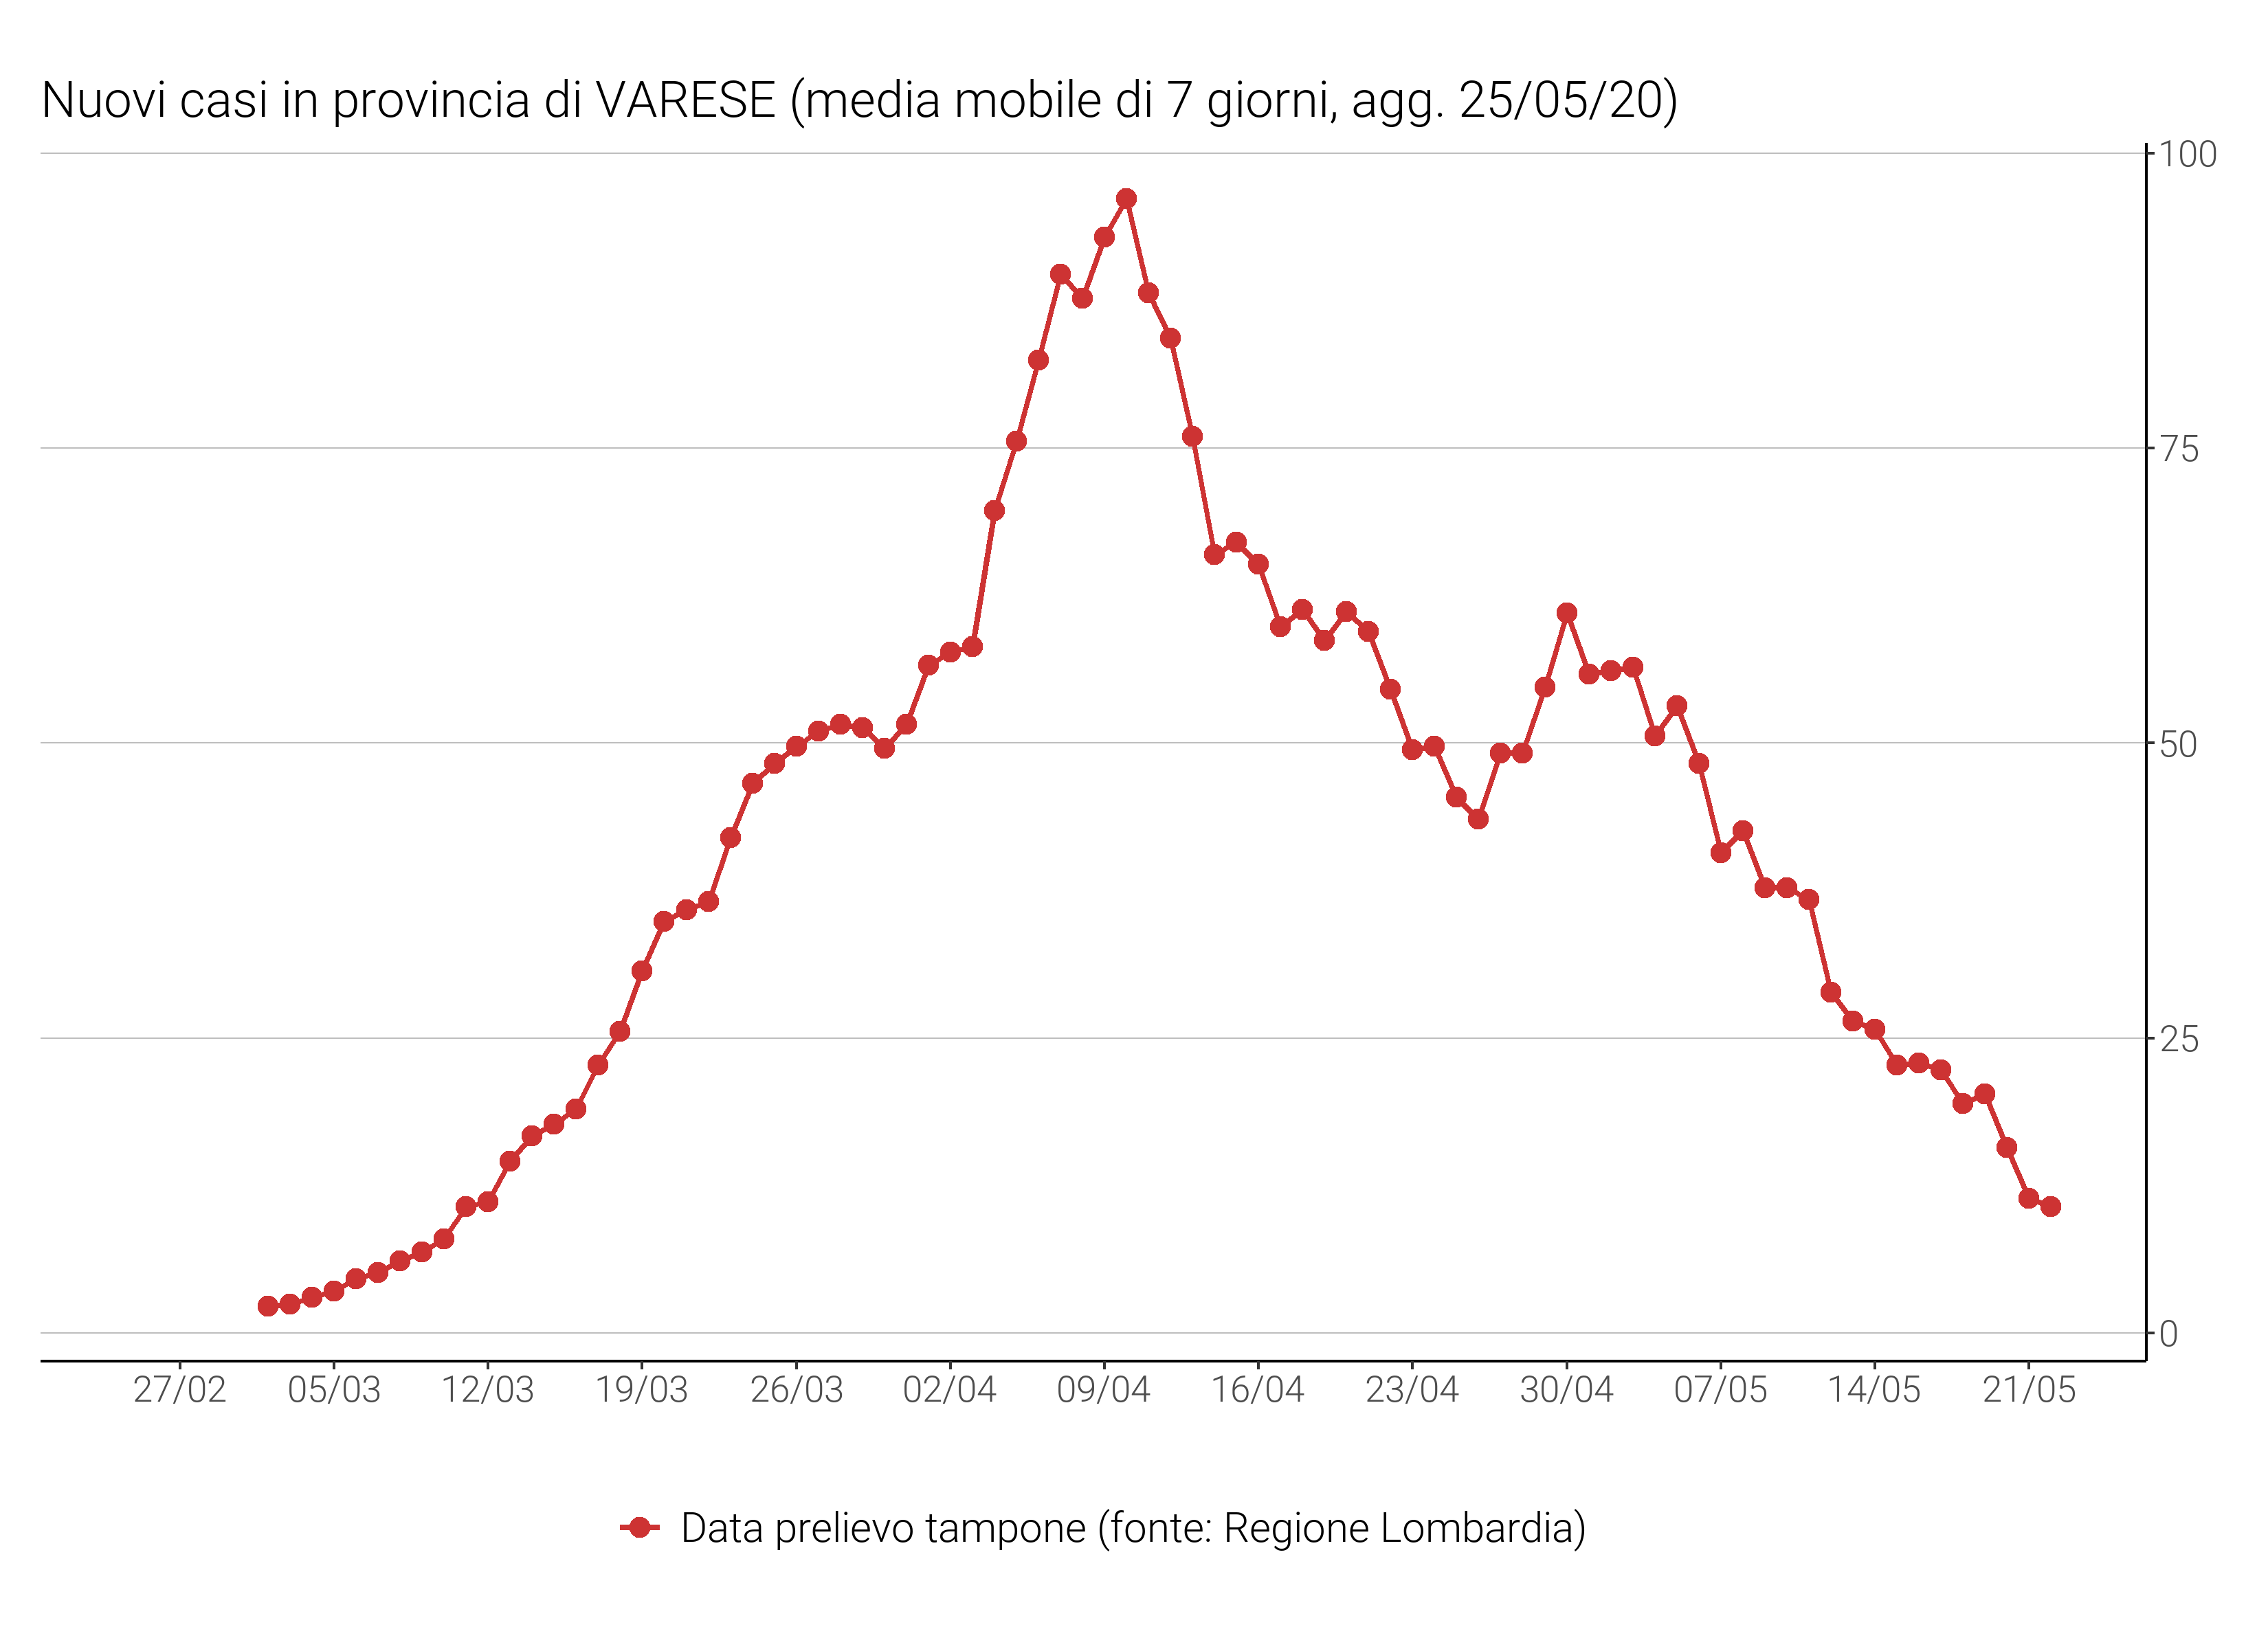 Nuovi casi in provincia di VARESE (media mobile di 7 giorni, agg. 25/05/20)
100
75
50
25
0
27/02 05/03 12/03 19/03 26/03 02/04 09/04 16/04 23/04 30/04 07/05 14/05 21/05
Data prelievo tampone (fonte: Regione Lombardia)